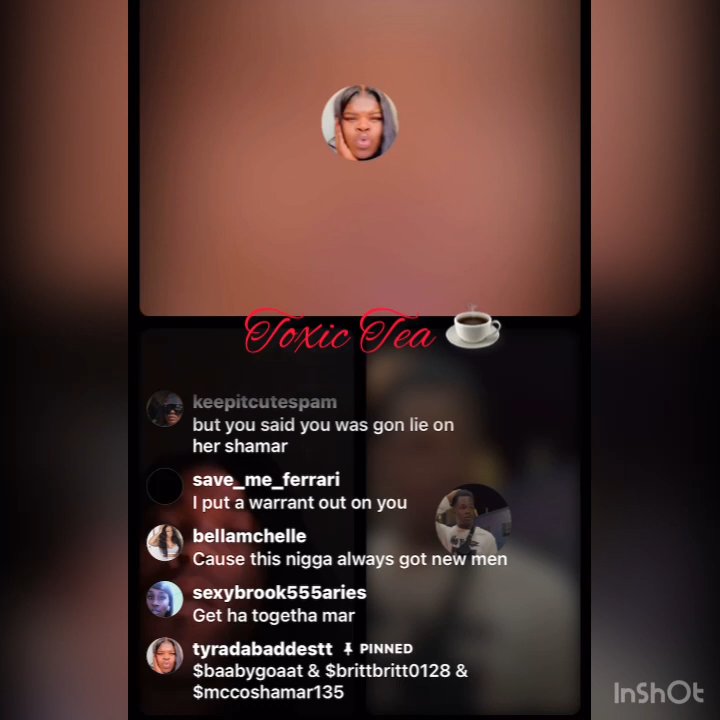 Toxic Tea
keepitcutespam
but you said you was gon lie on
her shamar
save_me_ferrari
I put a warrant out on you
bellamchelle
Cause this nigga always got new men
sexybrook555aries
Get ha togetha mar
tyradabaddestt PINNED
$baabygoaat & $brittbritt0128 &
$mccoshamar135
InShOt